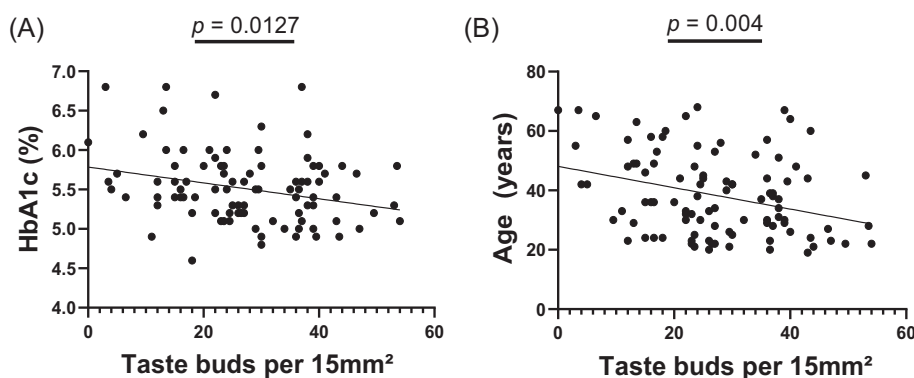 (A)
p = 0.0127
HbA1c (%)
7.0
6.5
6.0
5.5
5.0
4.5
4.0
0 20 40 60
Taste buds per 15mm²
(B)
p = 0.004
Age (years)
80
60
40
20
0
0 20 40 60
Taste buds per 15mm²